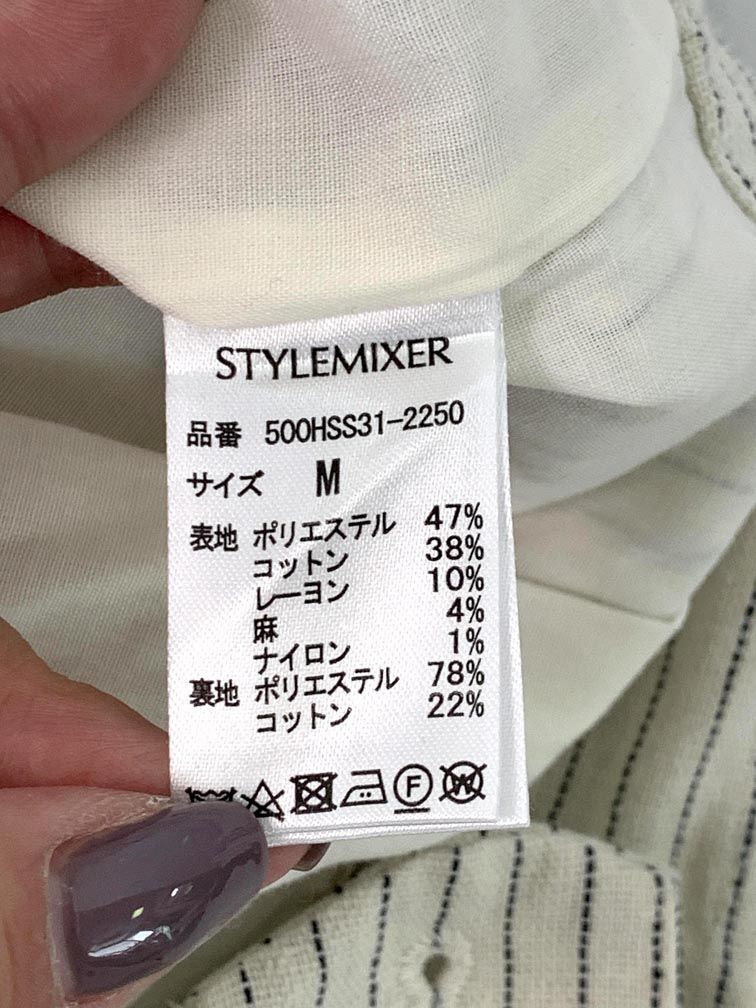 STYLEMIXER
品番 500HSS31-2250
サイズ M
表地 ポリエステル 47%
コットン 38%
レーヨン 10%
麻 4%
ナイロン 1%
裏地 ポリエステル 78%
コットン 22%
F W